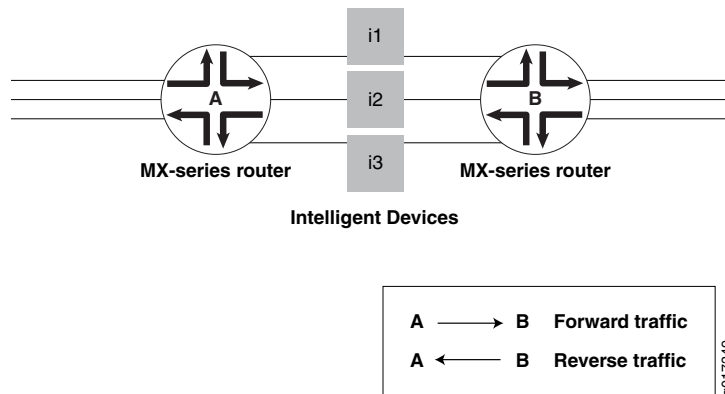 i1
A
i2
B
i3
MX-series router
MX-series router
Intelligent Devices
A B Forward traffic
A B Reverse traffic